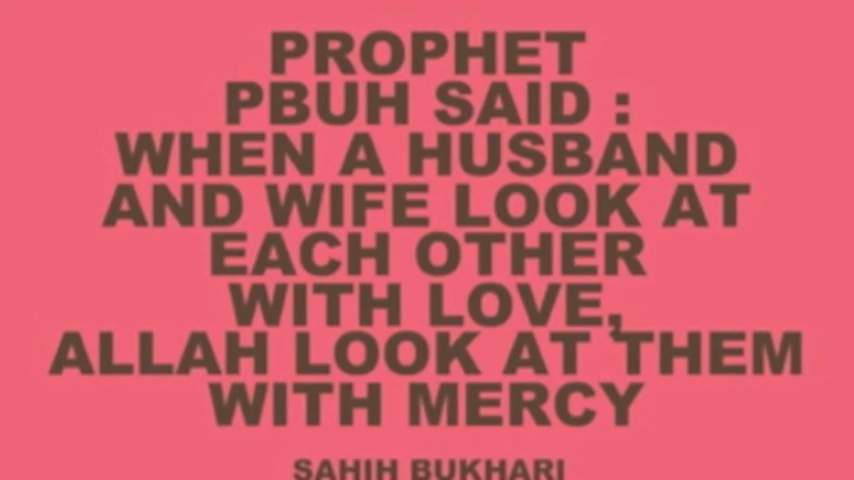 PROPHET
PBUH SAID :
WHEN A HUSBAND
AND WIFE LOOK AT
EACH OTHER
WITH LOVE,
ALLAH LOOK AT THEM
WITH MERCY
SAHIH BUKHARI